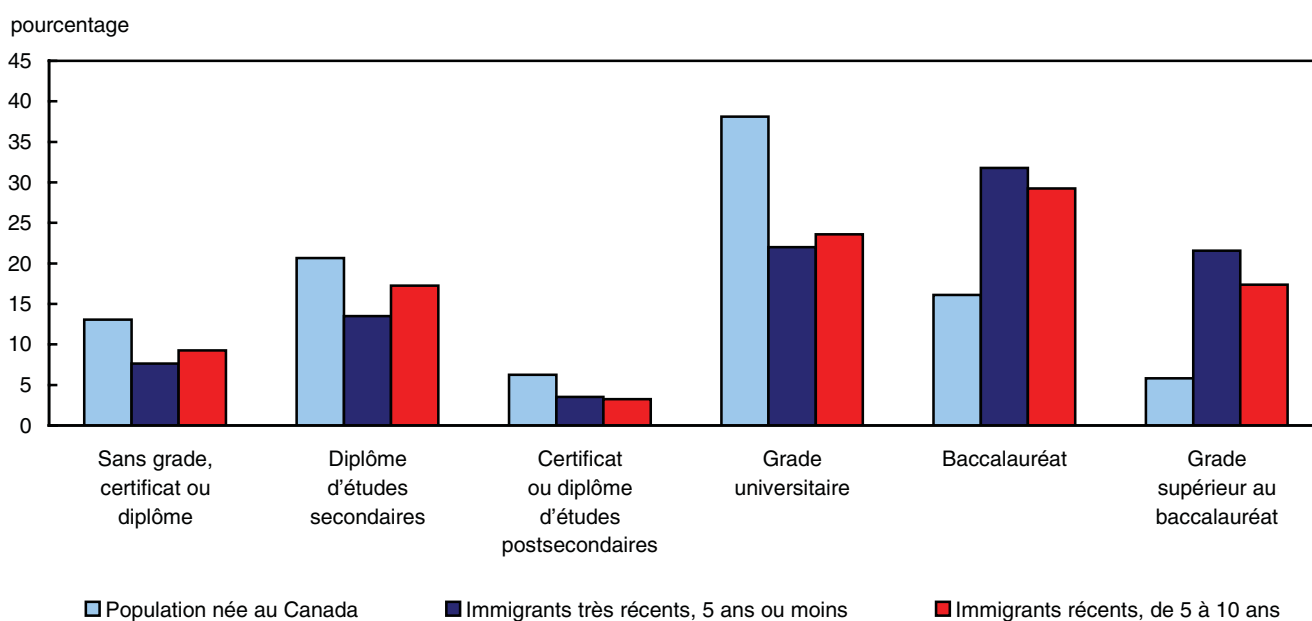 pourcentage
45
40
35
30
25
20
15
10
5
0
Sans grade,
certificat ou
diplôme
Diplôme
d'études
secondaires
Certificat
ou diplôme
d'études
postsecondaires
Grade
universitaire
Baccalauréat
Grade
supérieur au
baccalauréat
Population née au Canada
Immigrants très récents, 5 ans ou moins
Immigrants récents, de 5 à 10 ans